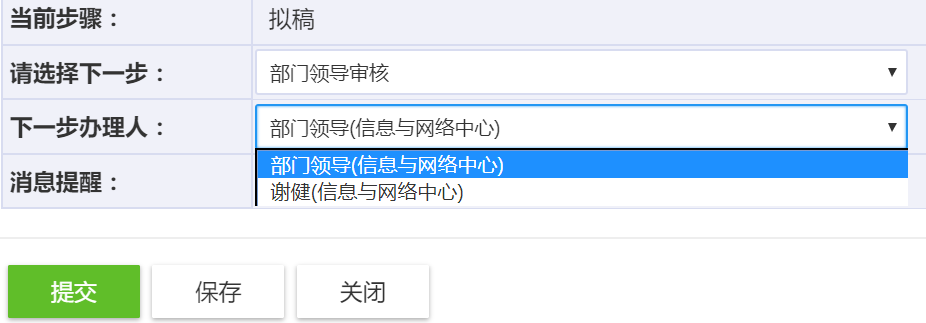 当前步骤： 拟稿
请选择下一步： 部门领导审核
下一步办理人： 部门领导(信息与网络中心)
部门领导(信息与网络中心)
消息提醒： 谢健(信息与网络中心)
提交 保存 关闭